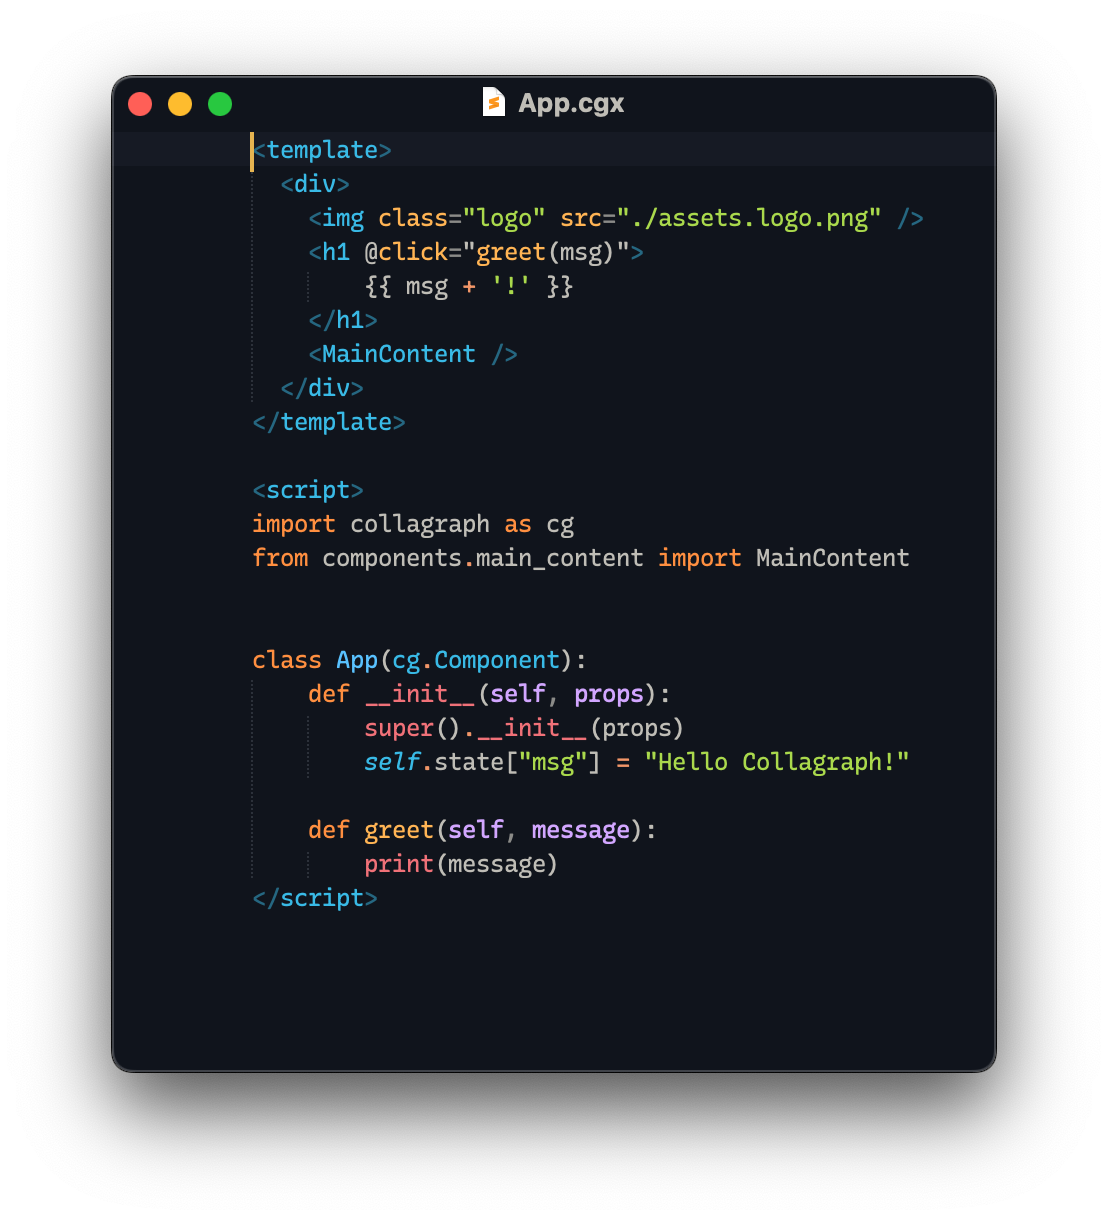 App.cgx
<template>
  <div>
    <img class="logo" src="./assets.logo.png" />
    <h1 @click="greet(msg)">
        {{ msg + '!' }}
    </h1>
    <MainContent />
  </div>
</template>

<script>
import collagraph as cg
from components.main_content import MainContent


class App(cg.Component):
    def __init__(self, props):
        super().__init__(props)
        self.state["msg"] = "Hello Collagraph!"

    def greet(self, message):
        print(message)
</script>